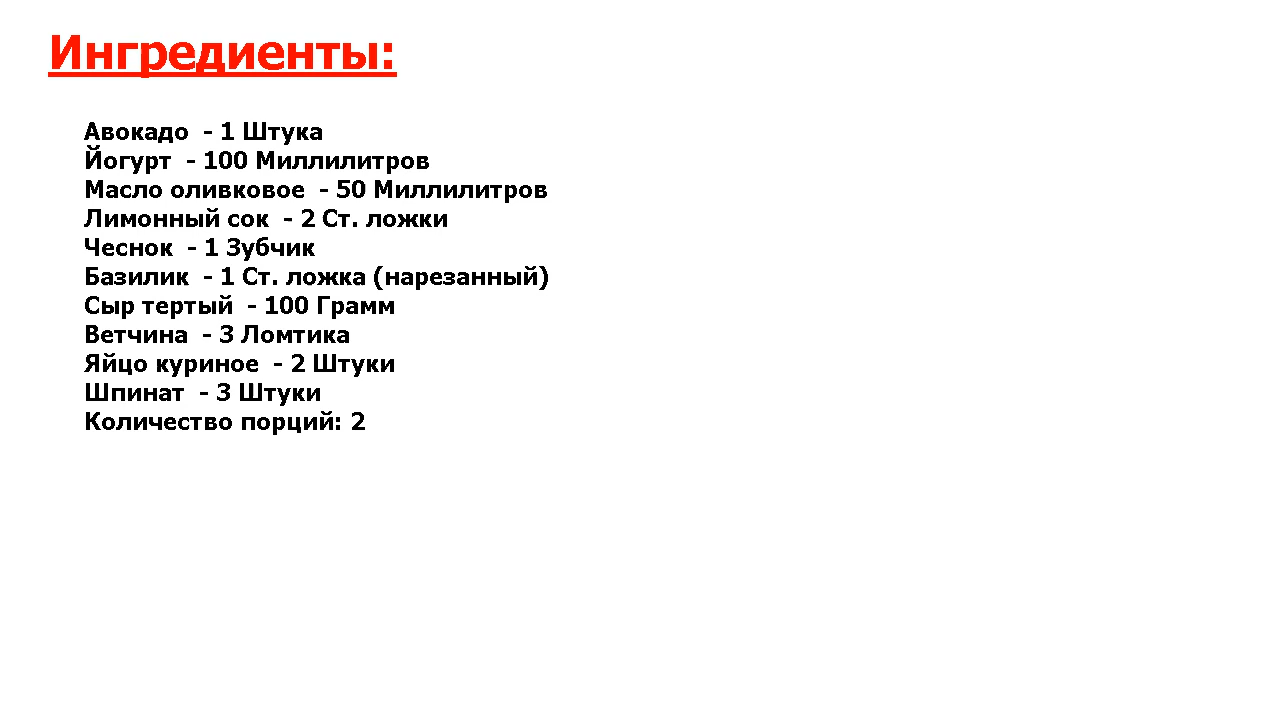 Ингредиенты:
Авокадо - 1 Штука
Йогурт - 100 Миллилитров
Масло оливковое - 50 Миллилитров
Лимонный сок - 2 Ст. ложки
Чеснок - 1 Зубчик
Базилик - 1 Ст. ложка (нарезанный)
Сыр тертый - 100 Грамм
Ветчина - 3 Ломтика
Яйцо куриное - 2 Штуки
Шпинат - 3 Штуки
Количество порций: 2